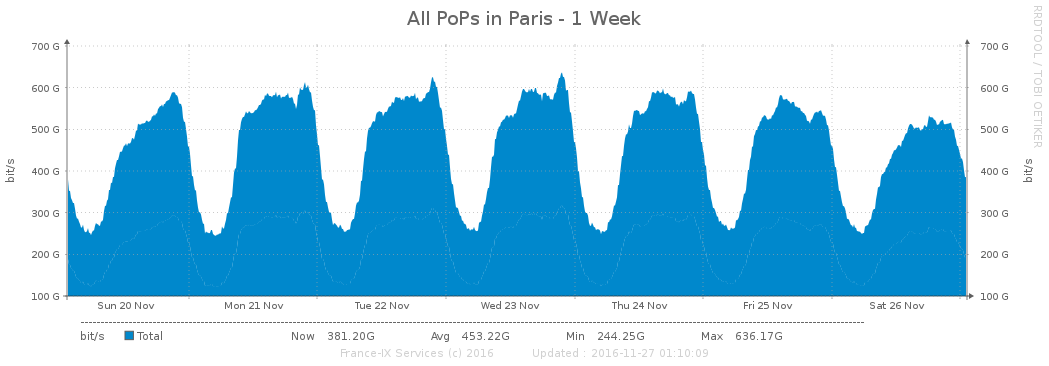 All PoPs in Paris - 1 Week
RRDTOOL / TOBI OETIKER
700 G 700 G
600 G 600 G
500 G 500 G
400 G 400 G
bit/s bit/s
300 G 300 G
200 G 200 G
100 G 100 G
Sun 20 Nov Mon 21 Nov Tue 22 Nov Wed 23 Nov Thu 24 Nov Fri 25 Nov Sat 26 Nov
bit/s Total Now 381.20G Avg 453.22G Min 244.25G Max 636.17G
France-IX Services (c) 2016 Updated : 2016-11-27 01:10:09